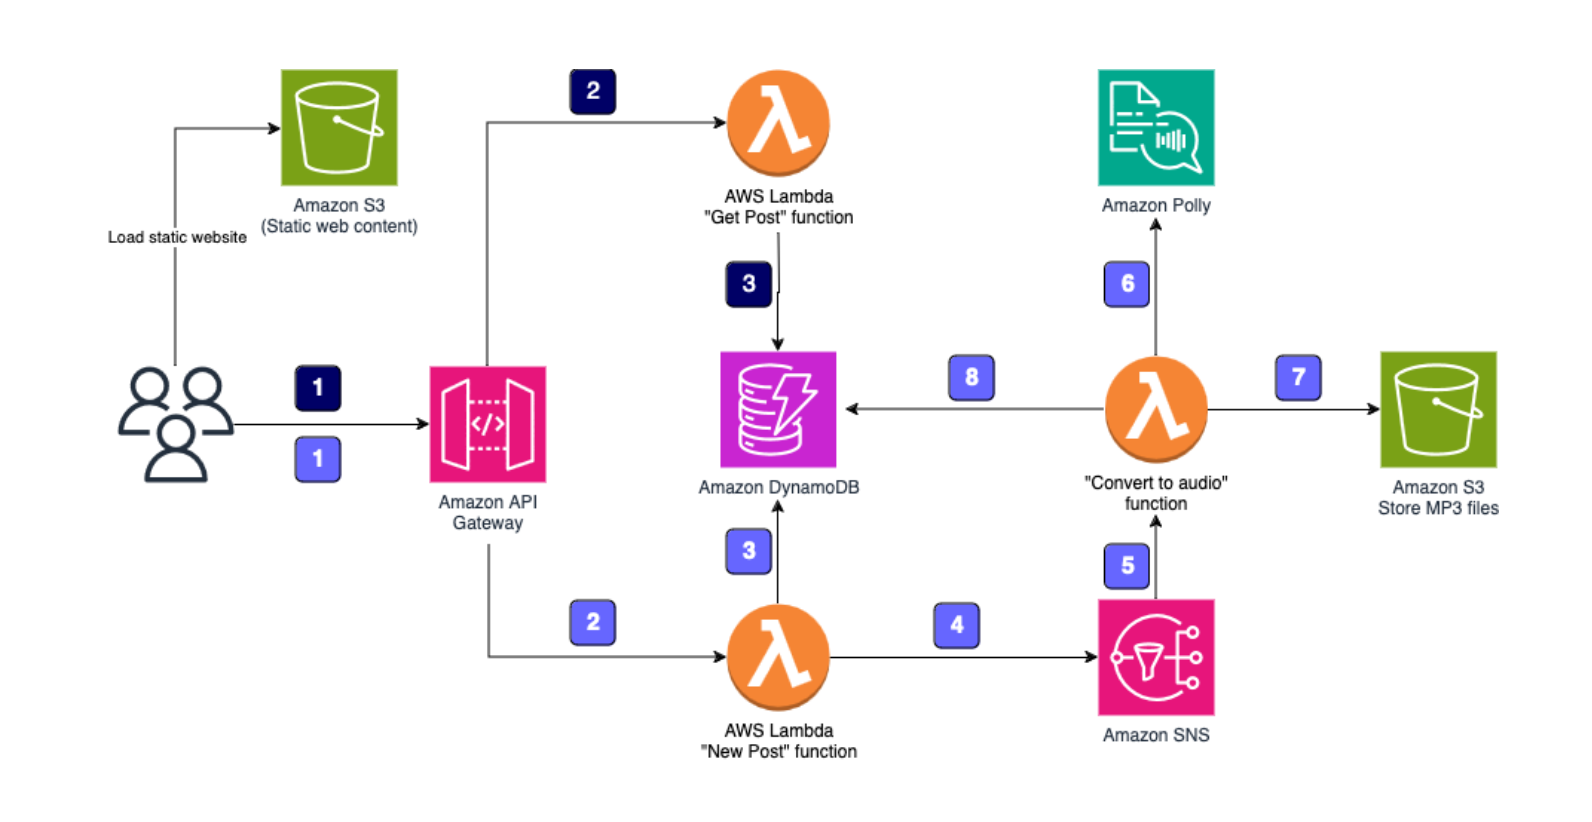 2
AWS Lambda
"Get Post" function
Amazon S3
(Static web content)
Amazon Polly
Load static website
3
6
1
1
8
7
</>
Amazon API
Gateway
Amazon DynamoDB
"Convert to audio"
function
Amazon S3
Store MP3 files
3
5
2
4
AWS Lambda
"New Post" function
Amazon SNS